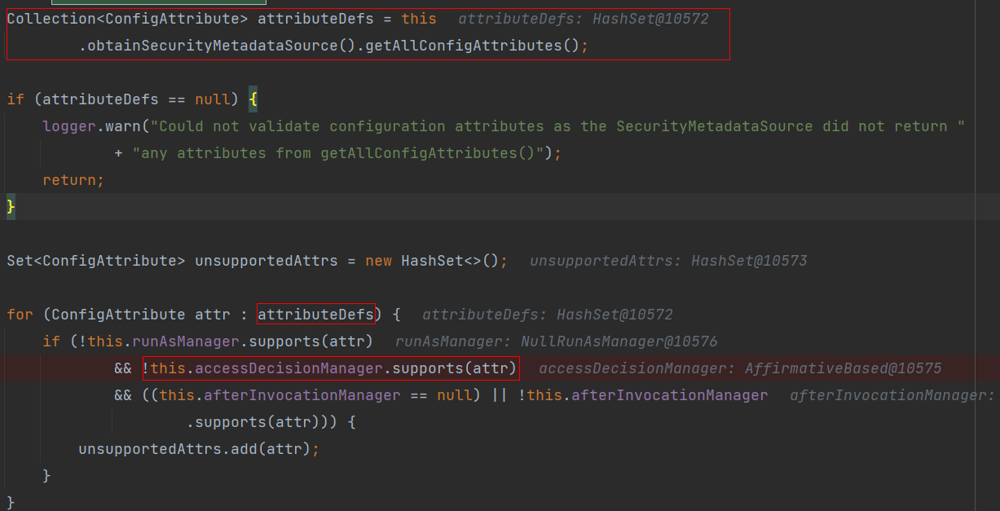 Collection<ConfigAttribute> attributeDefs = this   attributeDefs: HashSet@10572
        .obtainSecurityMetadataSource().getAllConfigAttributes();
if (attributeDefs == null) {
    logger.warn("Could not validate configuration attributes as the SecurityMetadataSource did not return "
            + "any attributes from getAllConfigAttributes()");
    return;
}
Set<ConfigAttribute> unsupportedAttrs = new HashSet<>();   unsupportedAttrs: HashSet@10573
for (ConfigAttribute attr : attributeDefs) {   attributeDefs: HashSet@10572
    if (!this.runAsManager.supports(attr)   runAsManager: NullRunAsManager@10576
            && !this.accessDecisionManager.supports(attr)   accessDecisionManager: AffirmativeBased@10575
            && ((this.afterInvocationManager == null) || !this.afterInvocationManager   afterInvocationManager:
                    .supports(attr))) {
        unsupportedAttrs.add(attr);
    }
}